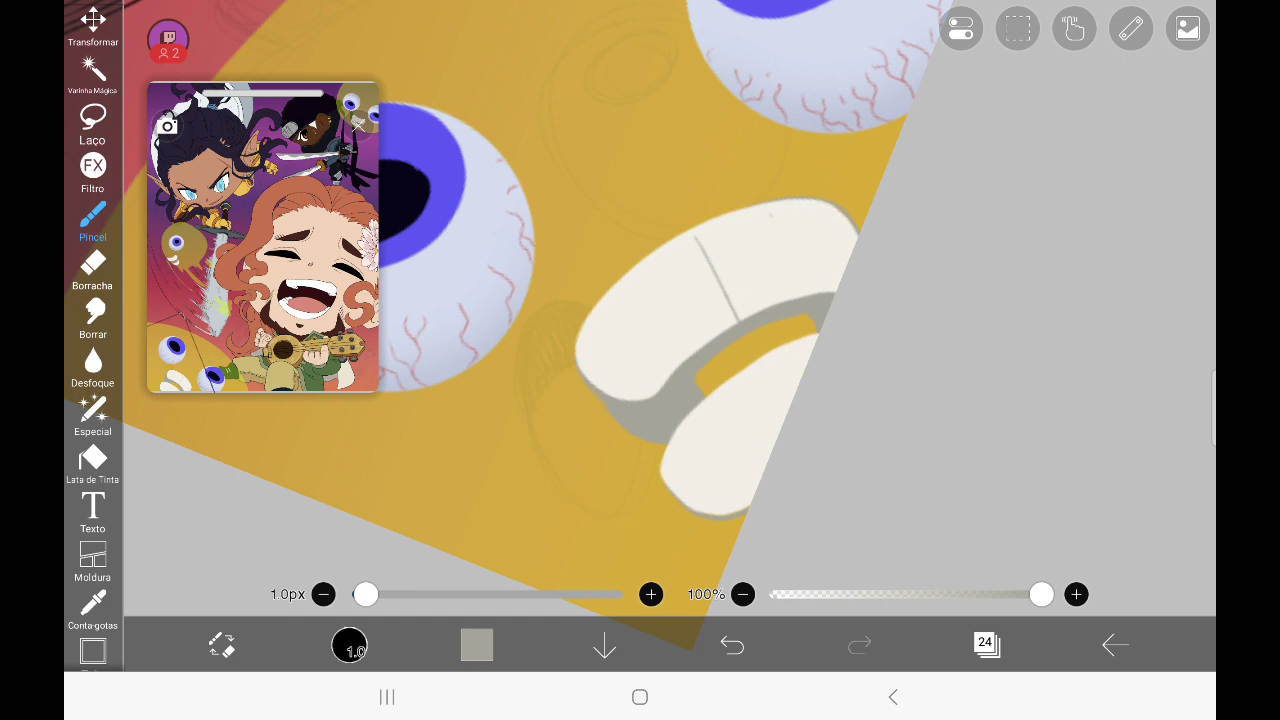 Transformar
Varinha Mágica
Laço
FX
Filtro
Pincel
Borracha
Borrar
Desfoque
Especial
Lata de Tinta
T
Texto
Moldura
Conta-gotas
2
1.0px
100%
1.0
24